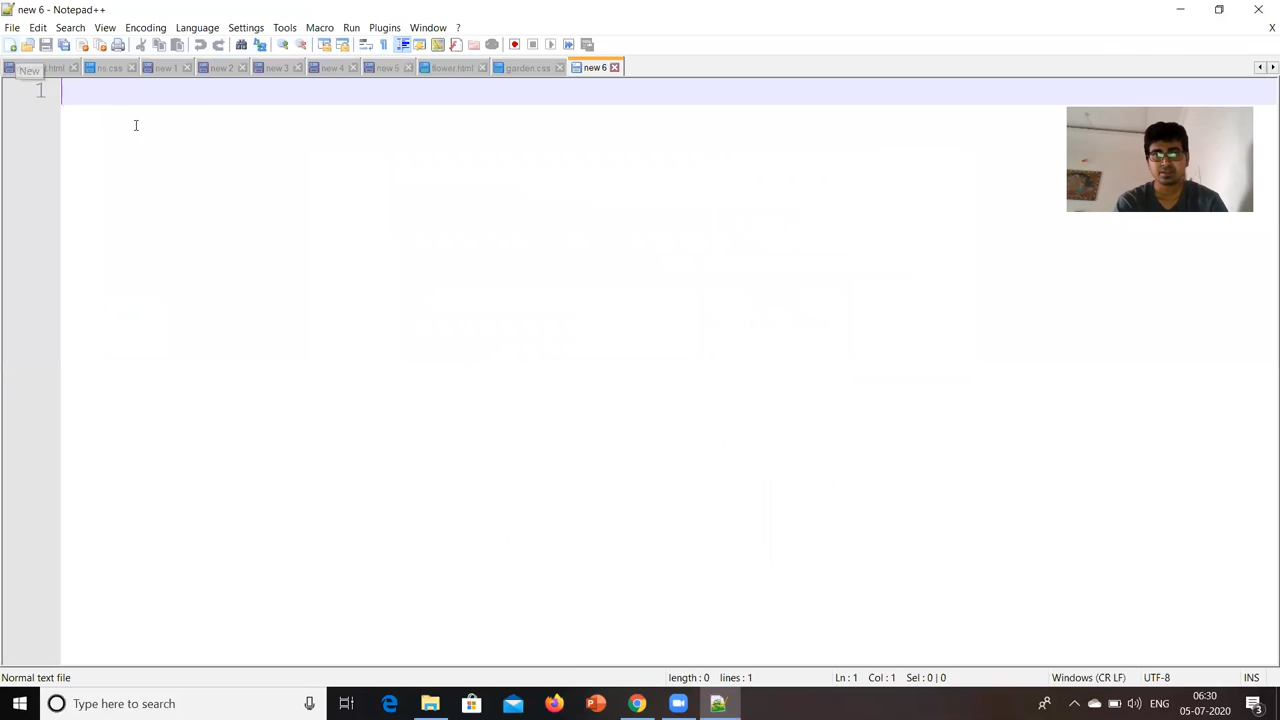 new 6 - Notepad++
File Edit Search View Encoding Language Settings Tools Macro Run Plugins Window ?
X
html ns.css new 1 new 2 new 3 new 4 new 5 flower.html garden.css new 6
New
1
Normal text file length : 0 lines : 1 Ln : 1 Col : 1 Sel : 0 | 0 Windows (CR LF) UTF-8 INS
Type here to search
ENG
06:30
05-07-2020
3